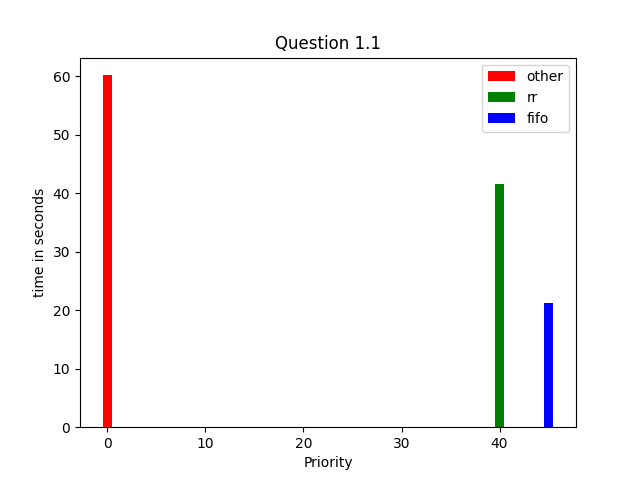 Question 1.1
other
rr
fifo
60
50
40
30
20
10
0
time in seconds
0 10 20 30 40
Priority